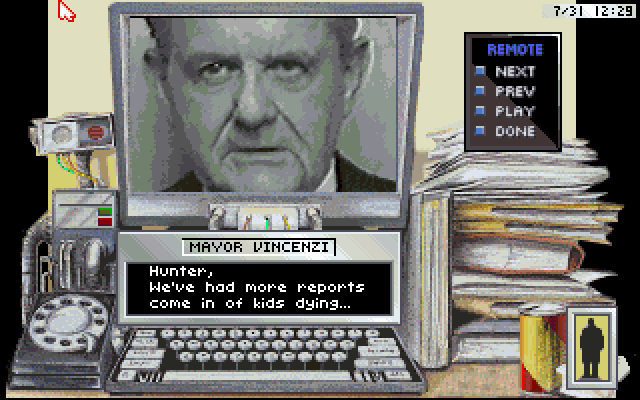 7/31 12:29
REMOTE
NEXT
PREV
PLAY
DONE
MAYOR VINCENZI
Hunter,
We've had more reports
come in of kids dying...